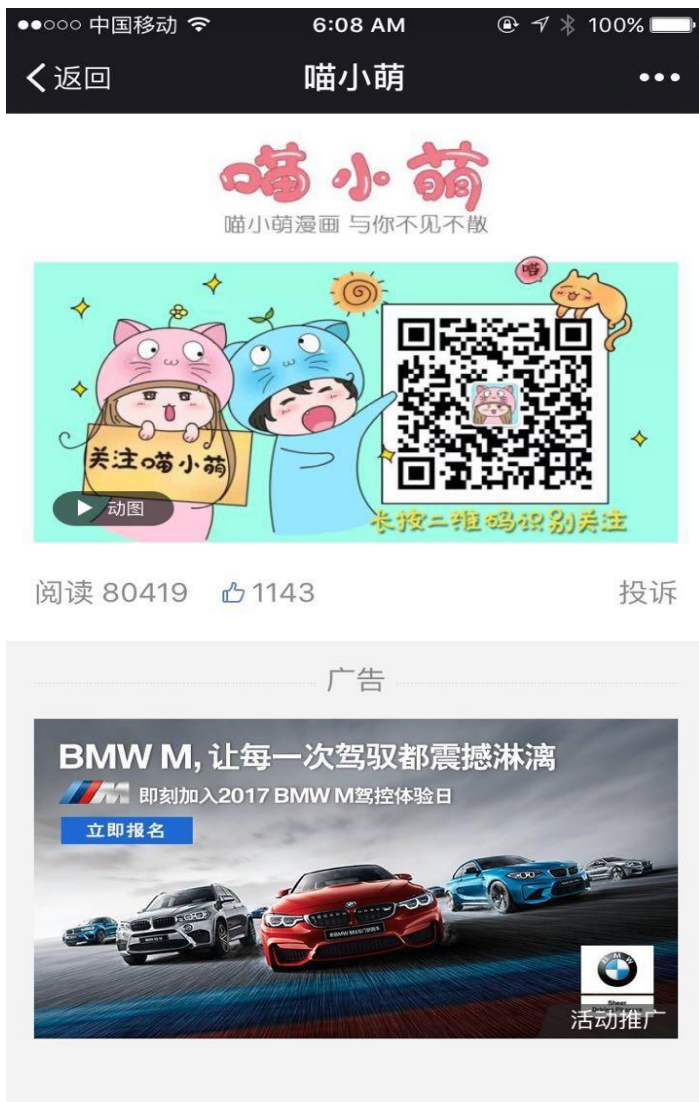 中国移动 6:08 AM 100%
返回 喵小萌
喵小萌
喵小萌漫画 与你不见不散
喵
关注喵小萌
动图
长按二维码识别关注
阅读 80419 1143 投诉
广告
BMW M, 让每一次驾驭都震撼淋漓
M 即刻加入2017 BMW M驾控体验日
立即报名
BMW
Sheer
活动推广